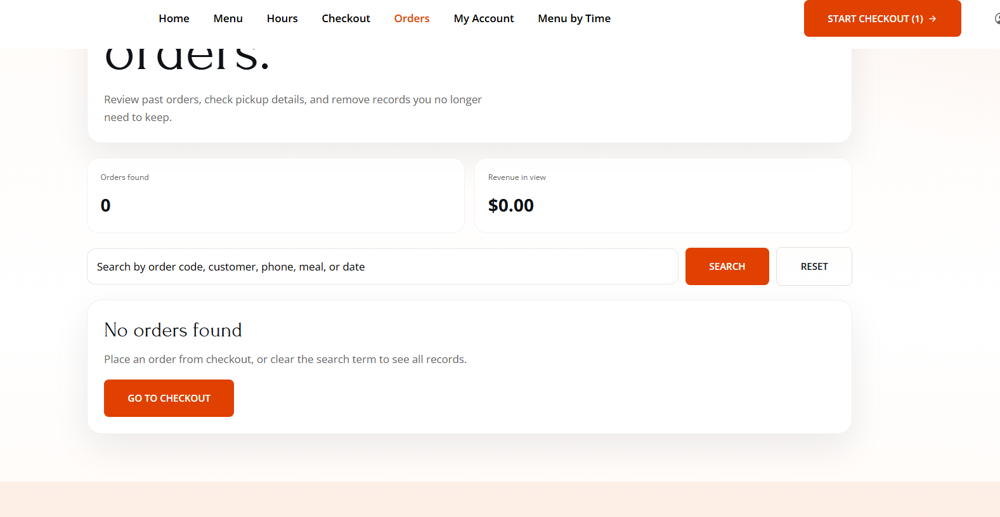 Home Menu Hours Checkout Orders My Account Menu by Time START CHECKOUT (1) →
orders.
Review past orders, check pickup details, and remove records you no longer
need to keep.
Orders found
0
Revenue in view
$0.00
Search by order code, customer, phone, meal, or date
SEARCH
RESET
No orders found
Place an order from checkout, or clear the search term to see all records.
GO TO CHECKOUT